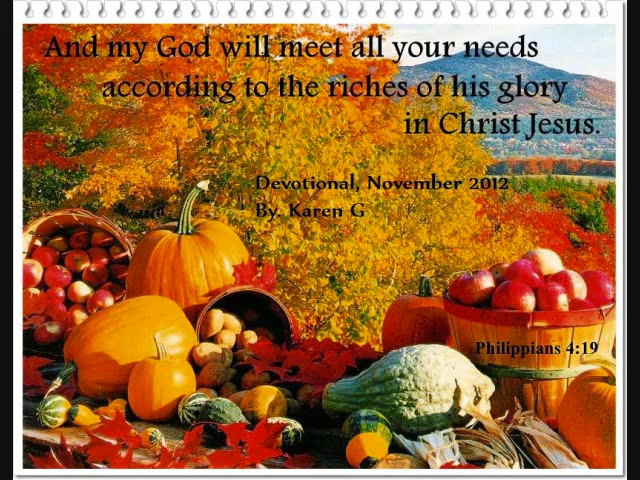 And my God will meet all your needs
according to the riches of his glory
in Christ Jesus.
Devotional, November 2012
By. Karen G
Philippians 4:19